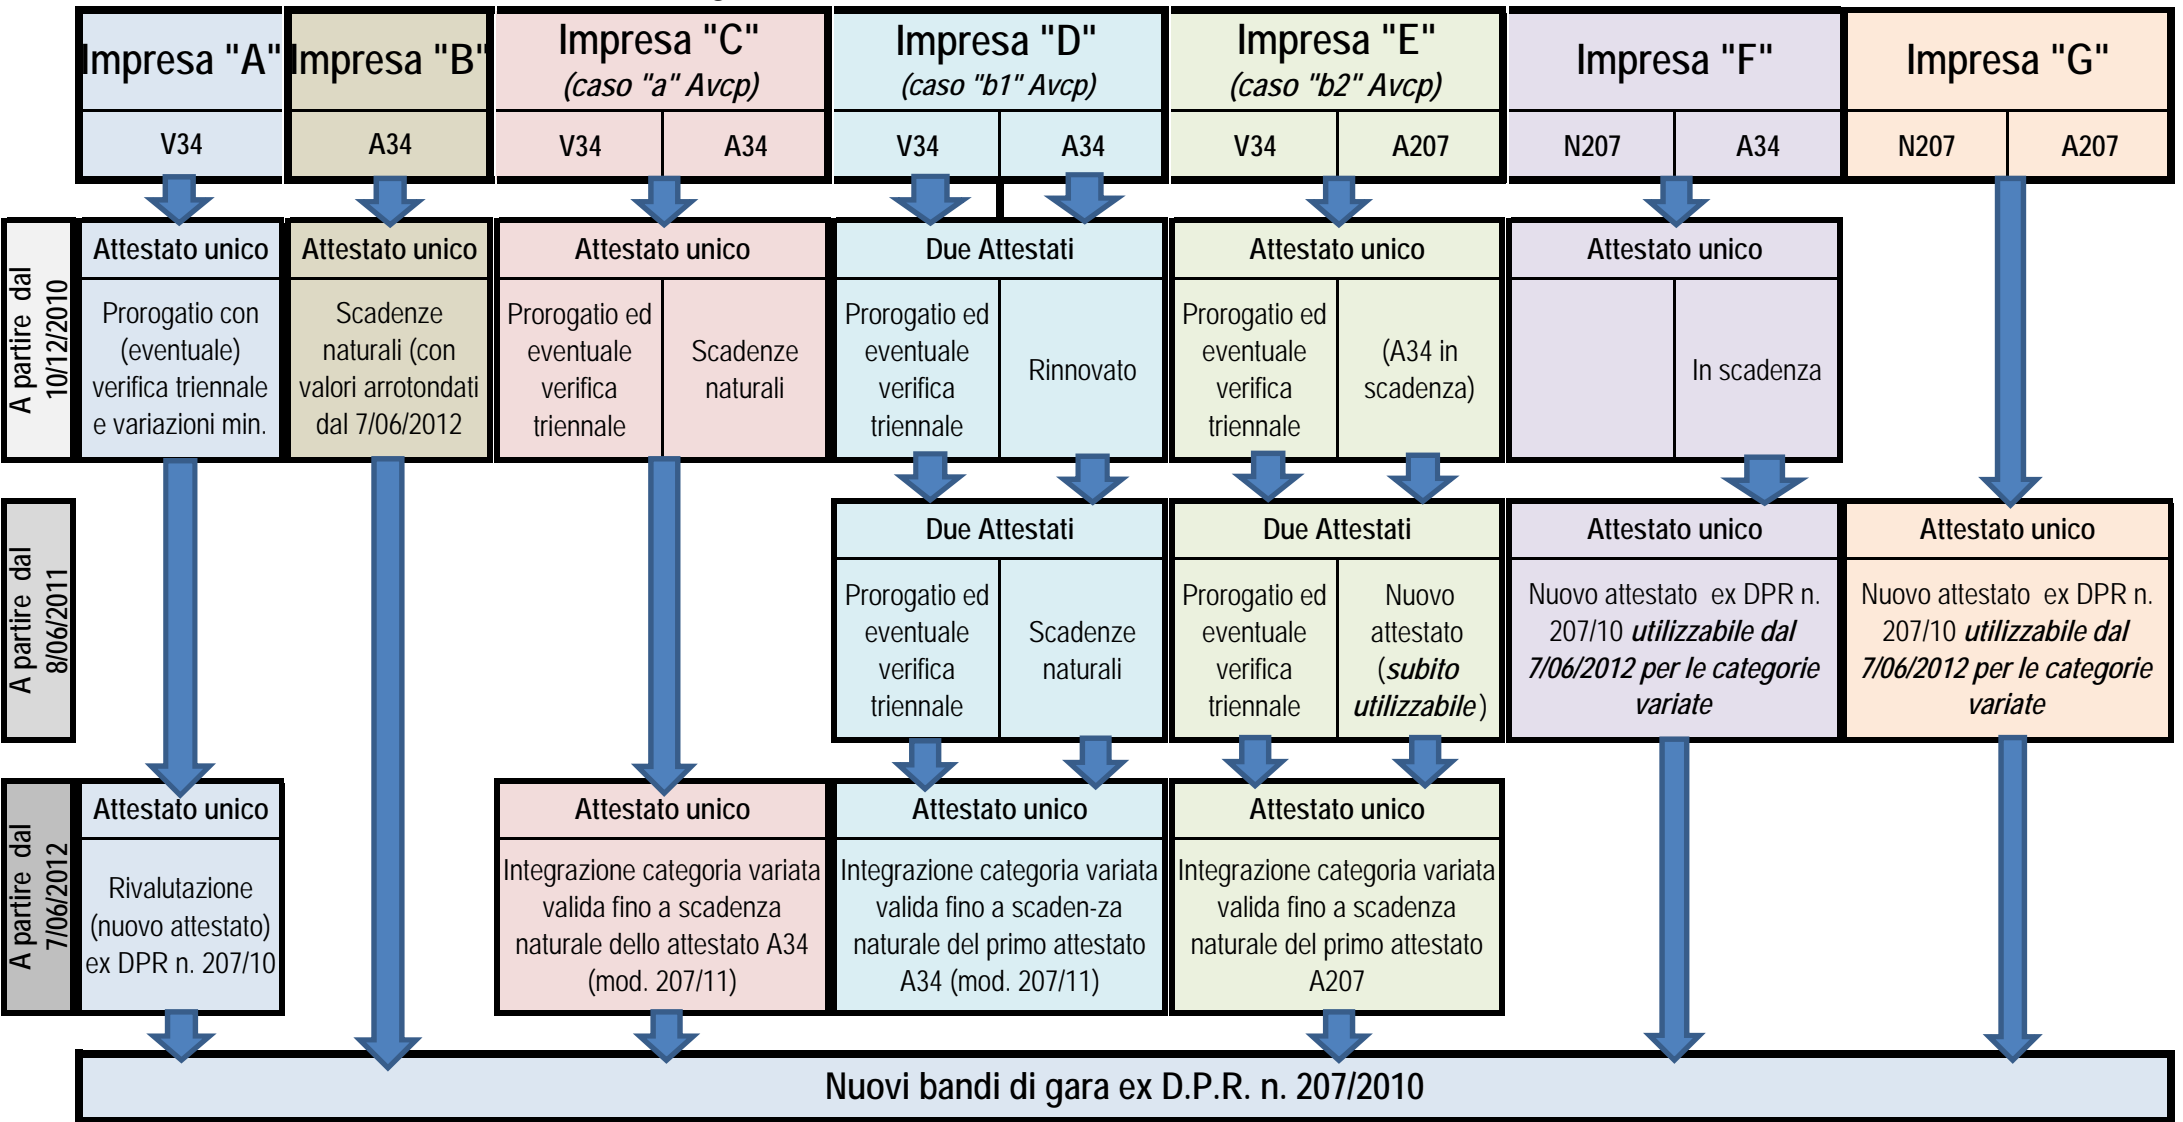 Impresa "A"
Impresa "B"
Impresa "C"
(caso "a" Avcp)
Impresa "D"
(caso "b1" Avcp)
Impresa "E"
(caso "b2" Avcp)
Impresa "F"
Impresa "G"
V34
A34
V34
A34
V34
A34
V34
A207
N207
A34
N207
A207
A partire dal
10/12/2010
Attestato unico
Prorogatio con
(eventuale)
verifica triennale
e variazioni min.
Attestato unico
Scadenze
naturali (con
valori arrotondati
dal 7/06/2012
Attestato unico
Prorogatio ed
eventuale
verifica
triennale
Scadenze
naturali
Due Attestati
Prorogatio ed
eventuale
verifica
triennale
Rinnovato
Attestato unico
Prorogatio ed
eventuale
verifica
triennale
(A34 in
scadenza)
Attestato unico
In scadenza
A partire dal
8/06/2011
Due Attestati
Prorogatio ed
eventuale
verifica
triennale
Scadenze
naturali
Due Attestati
Prorogatio ed
eventuale
verifica
triennale
Nuovo
attestato
(subito
utilizzabile)
Attestato unico
Nuovo attestato ex DPR n.
207/10 utilizzabile dal
7/06/2012 per le categorie
variate
Attestato unico
Nuovo attestato ex DPR n.
207/10 utilizzabile dal
7/06/2012 per le categorie
variate
A partire dal
7/06/2012
Attestato unico
Rivalutazione
(nuovo attestato)
ex DPR n. 207/10
Attestato unico
Integrazione categoria variata
valida fino a scadenza
naturale dello attestato A34
(mod. 207/11)
Attestato unico
Integrazione categoria variata
valida fino a scaden-za
naturale del primo attestato
A34 (mod. 207/11)
Attestato unico
Integrazione categoria variata
valida fino a scadenza
naturale del primo attestato
A207
Nuovi bandi di gara ex D.P.R. n. 207/2010